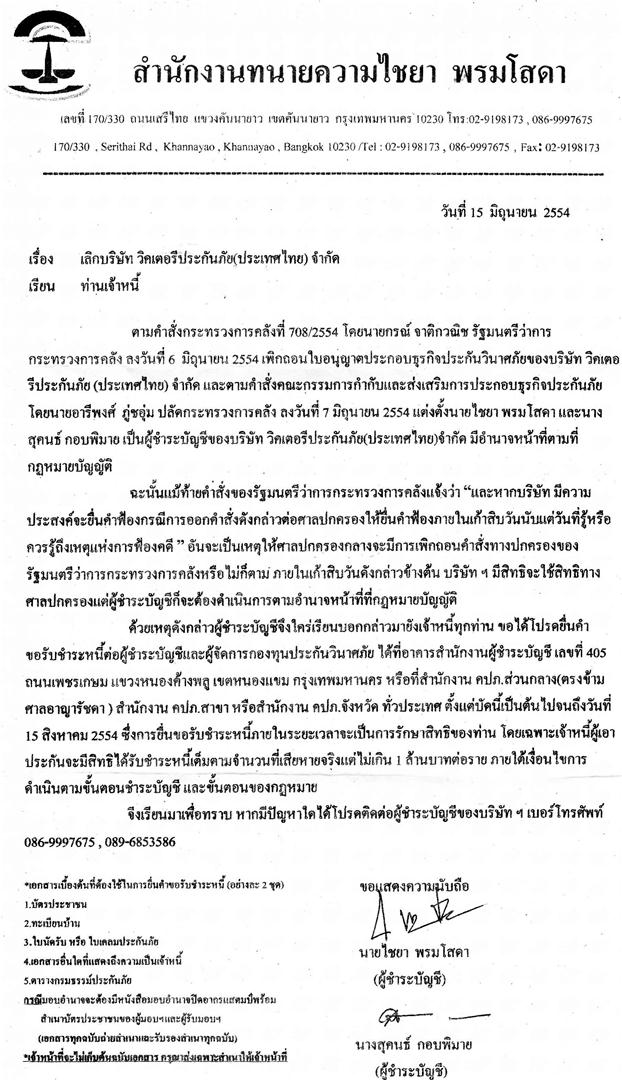 สำนักงานทนายความไชยา พรมโสดา
เลขที่ 170/330 ถนนเสรีไทย แขวงคันนายาว เขตคันนายาว กรุงเทพมหานคร 10230 โทร:02-9198173 , 086-9997675
170/330 , Serithai Rd , Khannayao , Khannayao , Bangkok 10230 /Tel : 02-9198173 , 086-9997675 , Fax: 02-9198173
วันที่ 15 มิถุนายน 2554
เรื่อง เลิกบริษัท วิคเตอรีประกันภัย(ประเทศไทย) จำกัด
เรียน ท่านเจ้าหนี้
ตามคำสั่งกระทรวงการคลังที่ 708/2554 โดยนายกรณ์ จาติกวณิช รัฐมนตรีว่าการ
กระทรวงการคลัง ลงวันที่ 6 มิถุนายน 2554 เพิกถอนใบอนุญาตประกอบธุรกิจประกันวินาศภัยของบริษัท วิคเตอ
รีประกันภัย (ประเทศไทย) จำกัด และตามคำสั่งคณะกรรมการกำกับและส่งเสริมการประกอบธุรกิจประกันภัย
โดยนายอารีพงศ์ ภู่ชอุ่ม ปลัดกระทรวงการคลัง ลงวันที่ 7 มิถุนายน 2554 แต่งตั้งนายไชยา พรมโสดา และนาง
สุคนธ์ กอบพิมาย เป็นผู้ชำระบัญชีของบริษัท วิคเตอรีประกันภัย(ประเทศไทย)จำกัด มีอำนาจหน้าที่ตามที่
กฎหมายบัญญัติ
ฉะนั้นแม้ท้ายคำสั่งของรัฐมนตรีว่าการกระทรวงการคลังแจ้งว่า “และหากบริษัท มีความ
ประสงค์จะยื่นคำฟ้องกรณีการออกคำสั่งดังกล่าวต่อศาลปกครองให้ยื่นคำฟ้องภายในเก้าสิบวันนับแต่วันที่รู้หรือ
ควรรู้ถึงเหตุแห่งการฟ้องคดี ” อันจะเป็นเหตุให้ศาลปกครองกลางจะมีการเพิกถอนคำสั่งทางปกครองของ
รัฐมนตรีว่าการกระทรวงการคลังหรือไม่ก็ตาม ภายในเก้าสิบวันดังกล่าวข้างต้น บริษัท ฯ มีสิทธิจะใช้สิทธิทาง
ศาลปกครองแต่ผู้ชำระบัญชีก็จะต้องดำเนินการตามอำนาจหน้าที่ที่กฎหมายบัญญัติ
ด้วยเหตุดังกล่าวผู้ชำระบัญชีจึงใคร่เรียนบอกกล่าวมายังเจ้าหนี้ทุกท่าน ขอได้โปรดยื่นคำ
ขอรับชำระหนี้ต่อผู้ชำระบัญชีและผู้จัดการกองทุนประกันวินาศภัย ได้ที่อาคารสำนักงานผู้ชำระบัญชี เลขที่ 405
ถนนเพชรเกษม แขวงหนองค้างพลู เขตหนองแขม กรุงเทพมหานคร หรือที่สำนักงาน คปภ.ส่วนกลาง(ตรงข้าม
ศาลอาญารัชดา ) สำนักงาน คปภ.สาขา หรือสำนักงาน คปภ.จังหวัด ทั่วประเทศ ตั้งแต่บัดนี้เป็นต้นไปจนถึงวันที่
15 สิงหาคม 2554 ซึ่งการยื่นขอรับชำระหนี้ภายในระยะเวลาจะเป็นการรักษาสิทธิของท่าน โดยเฉพาะเจ้าหนี้ผู้เอา
ประกันจะมีสิทธิได้รับชำระหนี้เต็มตามจำนวนที่เสียหายจริงแต่ไม่เกิน 1 ล้านบาทต่อราย ภายใต้เงื่อนไขการ
ดำเนินตามขั้นตอนชำระบัญชี และขั้นตอนของกฎหมาย
จึงเรียนมาเพื่อทราบ หากมีปัญหาใดได้โปรดติดต่อผู้ชำระบัญชีของบริษัท ฯ เบอร์โทรศัพท์
086-9997675 , 089-6853586
*เอกสารเบื้องต้นที่ต้องใช้ในการยื่นคำขอรับชำระหนี้ (อย่างละ 2 ชุด)
1.บัตรประชาชน
2.ทะเบียนบ้าน
3.ใบนัดรับ หรือ ใบเคลมประกันภัย
4.เอกสารอื่นใดที่แสดงถึงความเป็นเจ้าหนี้
5.ตารางกรมธรรม์ประกันภัย
กรณีมอบอำนาจจะต้องมีหนังสือมอบอำนาจปิดอากรแสตมป์พร้อม
สำเนาบัตรประชาชนของผู้มอบฯและผู้รับมอบฯ
(เอกสารทุกฉบับถ่ายสำเนาและรับรองสำเนาทุกฉบับ)
*เจ้าหน้าที่จะไม่เก็บต้นฉบับเอกสาร กรุณาส่งเฉพาะสำเนาให้เจ้าหน้าที่
ขอแสดงความนับถือ
นายไชยา พรมโสดา
(ผู้ชำระบัญชี)
นางสุคนธ์ กอบพิมาย
(ผู้ชำระบัญชี)